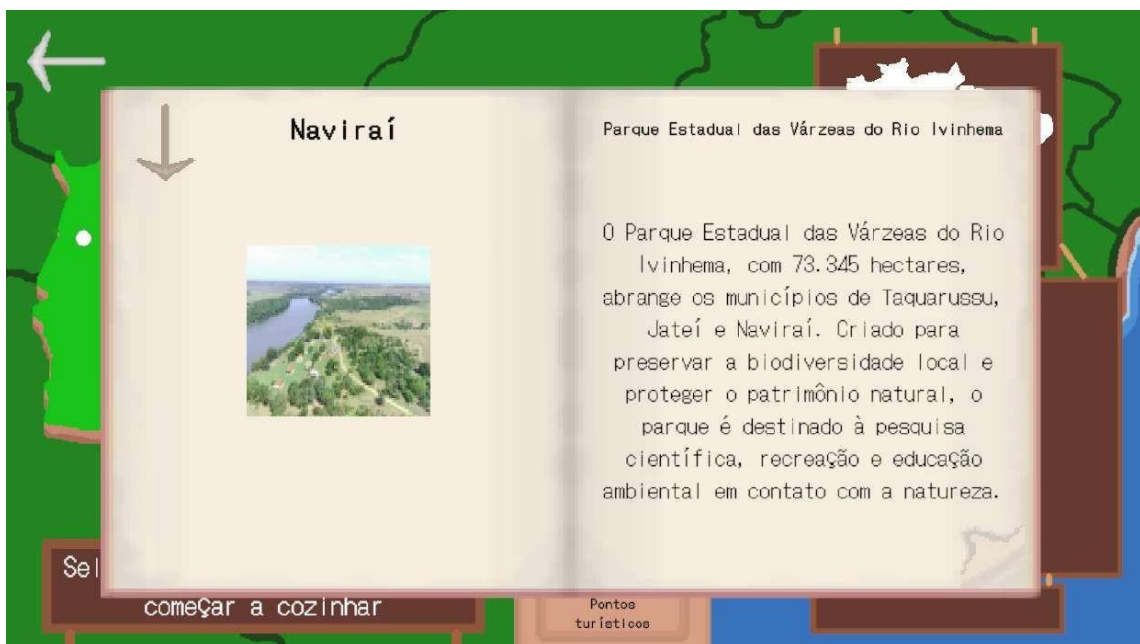 Naviraí
Parque Estadual das Várzeas do Rio Ivinhema
O Parque Estadual das Várzeas do Rio
Ivinhema, com 73.345 hectares,
abrange os municípios de Taquarussu,
Jateí e Naviraí. Criado para
preservar a biodiversidade local e
proteger o patrimônio natural, o
parque é destinado à pesquisa
científica, recreação e educação
ambiental em contato com a natureza.
Sel
começar a cozinhar
Pontos
turísticos